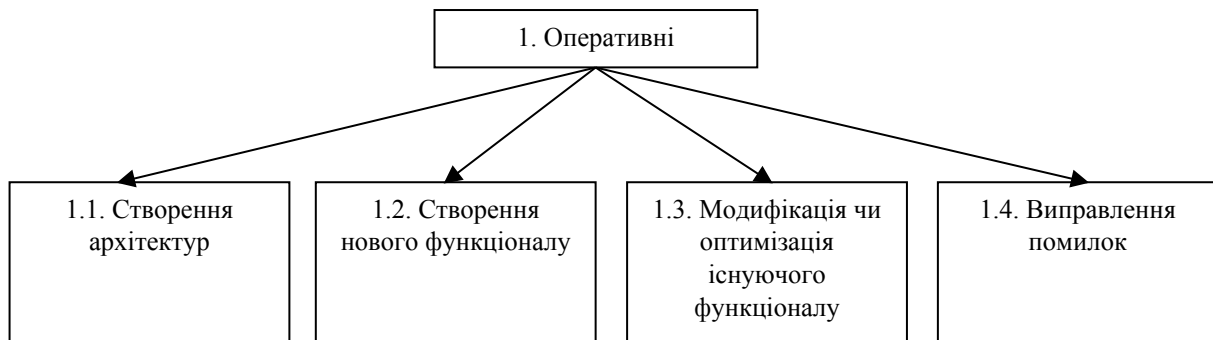 1. Оперативні
1.1. Створення
архітектур
1.2. Створення
нового функціоналу
1.3. Модифікація чи
оптимізація
існуючого
функціоналу
1.4. Виправлення
помилок